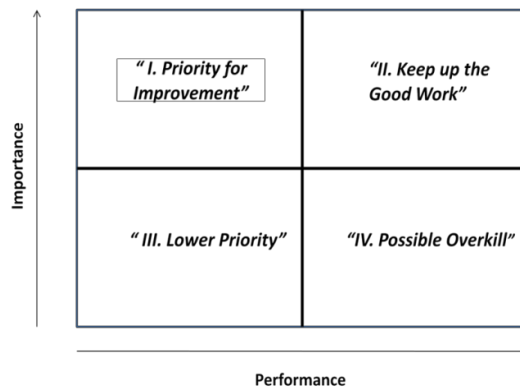 “ I. Priority for
Improvement”
“II. Keep up the
Good Work”
Importance
“ III. Lower Priority”
“IV. Possible Overkill”
Performance